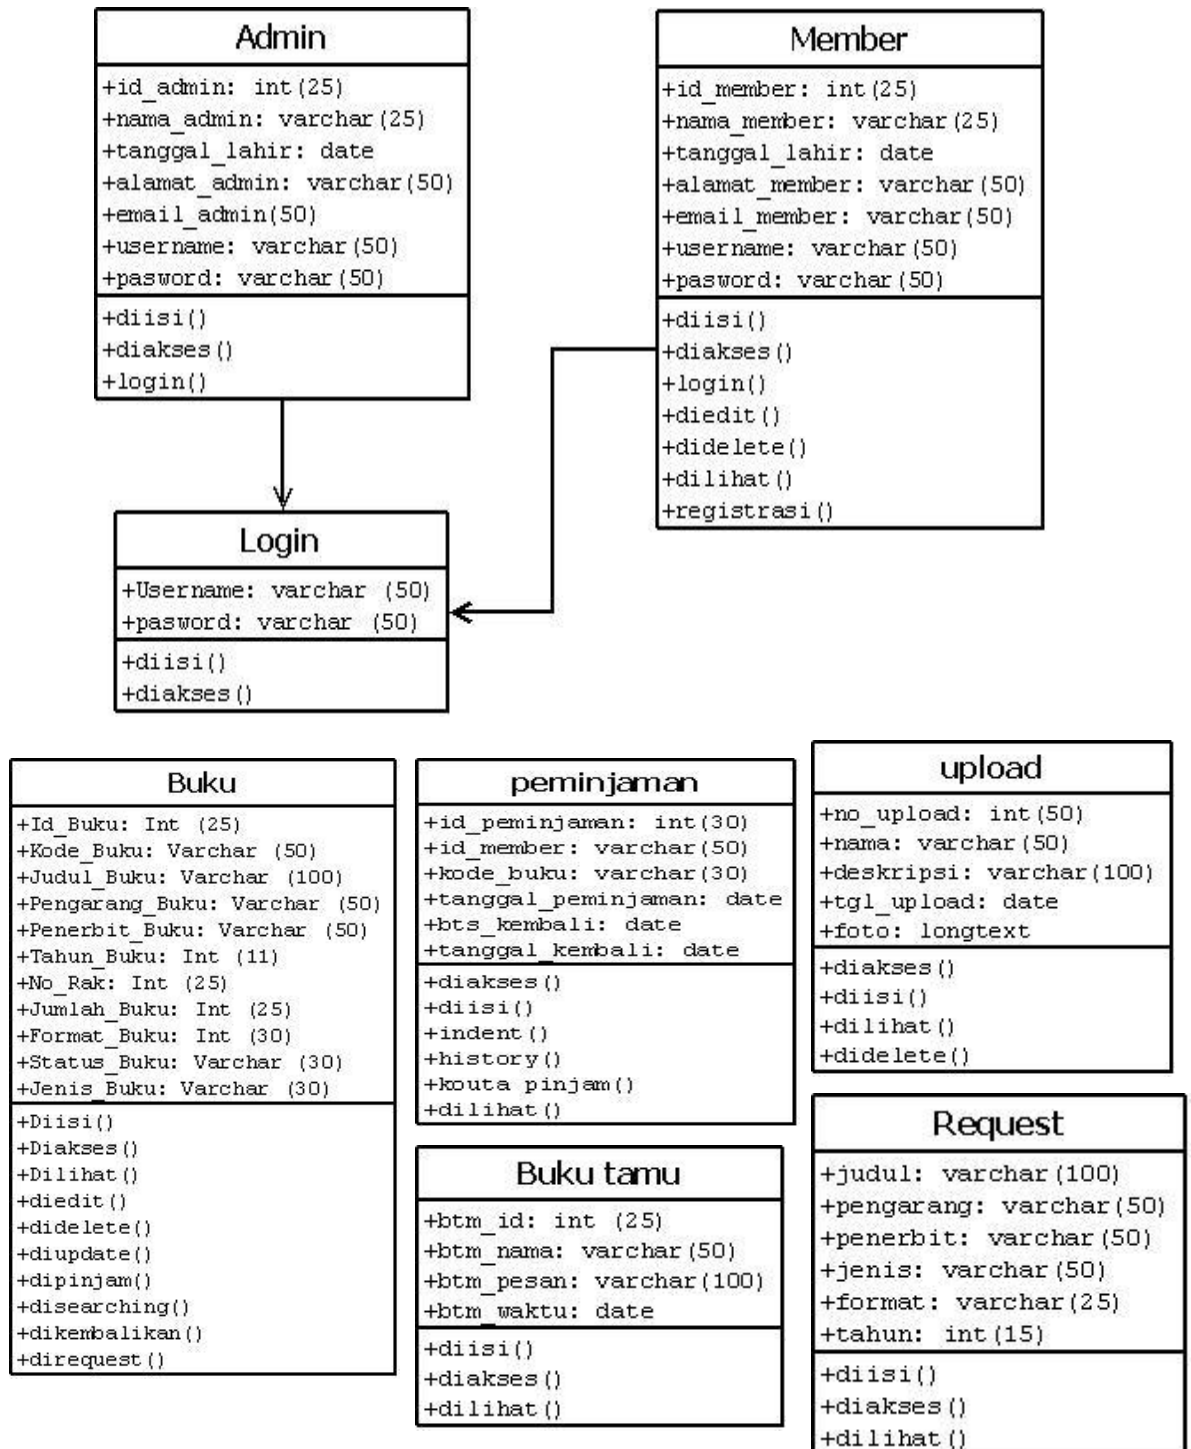 Admin
+id_admin: int(25)
+nama_admin: varchar(25)
+tanggal_lahir: date
+alamat_admin: varchar(50)
+email_admin(50)
+username: varchar(50)
+pasword: varchar(50)
+diisi()
+diakses()
+login()
Member
+id_member: int(25)
+nama_member: varchar(25)
+tanggal_lahir: date
+alamat_member: varchar(50)
+email_member: varchar(50)
+username: varchar(50)
+pasword: varchar(50)
+diisi()
+diakses()
+login()
+diedit()
+didelete()
+dilihat()
+registrasi()
Login
+Username: varchar (50)
+pasword: varchar (50)
+diisi()
+diakses()
Buku
+Id_Buku: Int (25)
+Kode_Buku: Varchar (50)
+Judul_Buku: Varchar (100)
+Pengarang_Buku: Varchar (50)
+Penerbit_Buku: Varchar (50)
+Tahun_Buku: Int (11)
+No_Rak: Int (25)
+Jumlah_Buku: Int (25)
+Format_Buku: Int (30)
+Status_Buku: Varchar (30)
+Jenis_Buku: Varchar (30)
+Diisi()
+Diakses()
+Dilihat()
+diedit()
+didelete()
+diupdate()
+dipinjam()
+disearching()
+dikembalikan()
+direquest()
peminjaman
+id_peminjaman: int(30)
+id_member: varchar(50)
+kode_buku: varchar(30)
+tanggal_peminjaman: date
+bts_kembali: date
+tanggal_kembali: date
+diakses()
+diisi()
+indent()
+history()
+kouta pinjam()
+dilihat()
upload
+no_upload: int(50)
+nama: varchar(50)
+deskripsi: varchar(100)
+tgl_upload: date
+foto: longtext
+diakses()
+diisi()
+dilihat()
+didelete()
Buku tamu
+btm_id: int (25)
+btm_nama: varchar(50)
+btm_pesan: varchar(100)
+btm_waktu: date
+diisi()
+diakses()
+dilihat()
Request
+judul: varchar(100)
+pengarang: varchar(50)
+penerbit: varchar(50)
+jenis: varchar(50)
+format: varchar(25)
+tahun: int(15)
+diisi()
+diakses()
+dilihat()